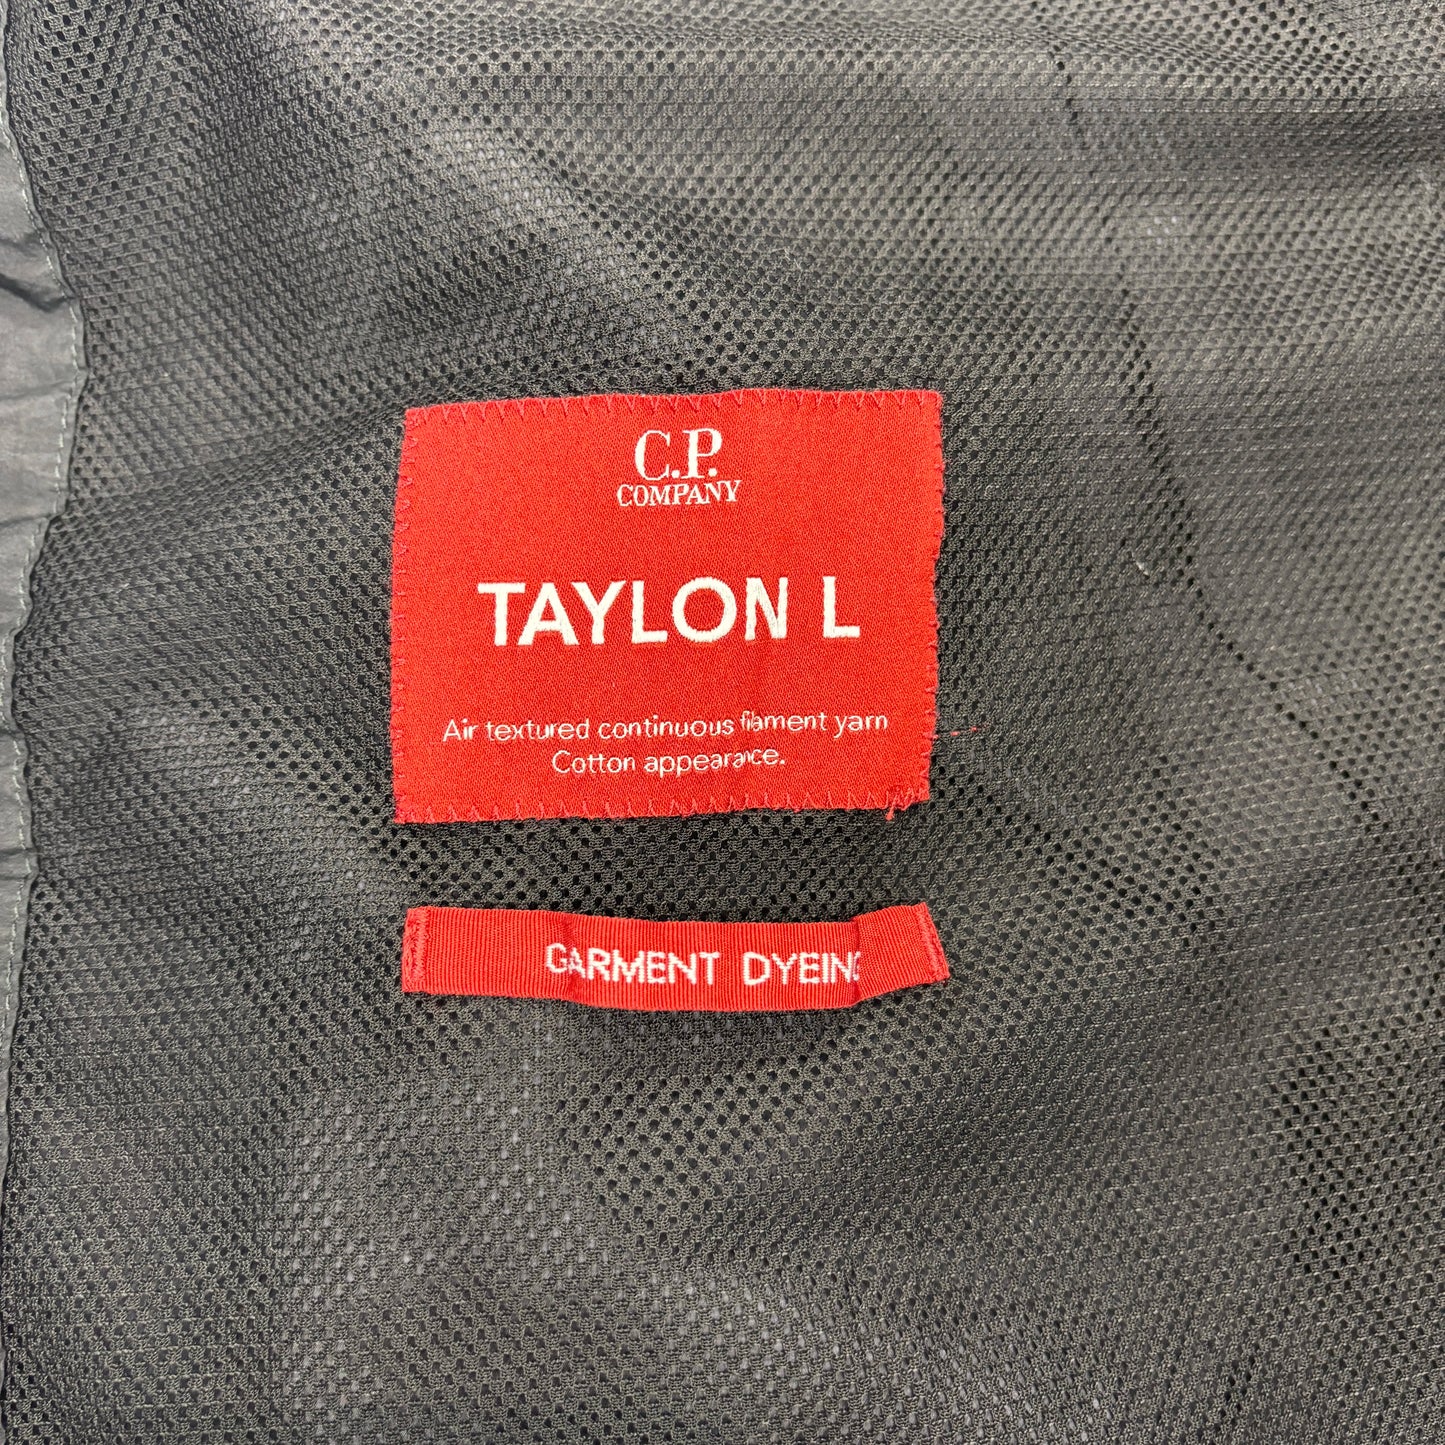 C.P.
COMPANY
TAYLON L
Air textured continuous filament yarn
Cotton appearance.
GARMENT DYEING